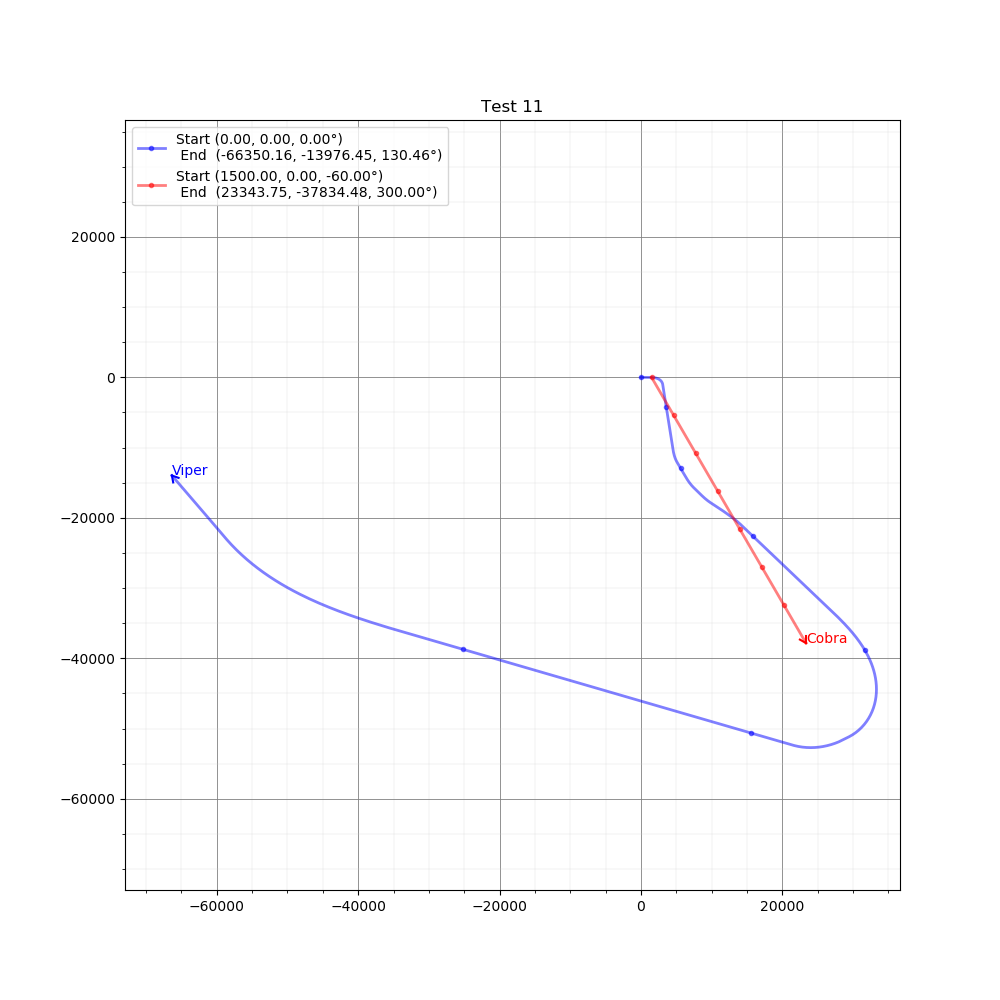 Test 11
Start (0.00, 0.00, 0.00°)
End  (-66350.16, -13976.45, 130.46°)
Start (1500.00, 0.00, -60.00°)
End  (23343.75, -37834.48, 300.00°)
20000
0
−20000
−40000
−60000
Viper
Cobra
−60000
−40000
−20000
0
20000